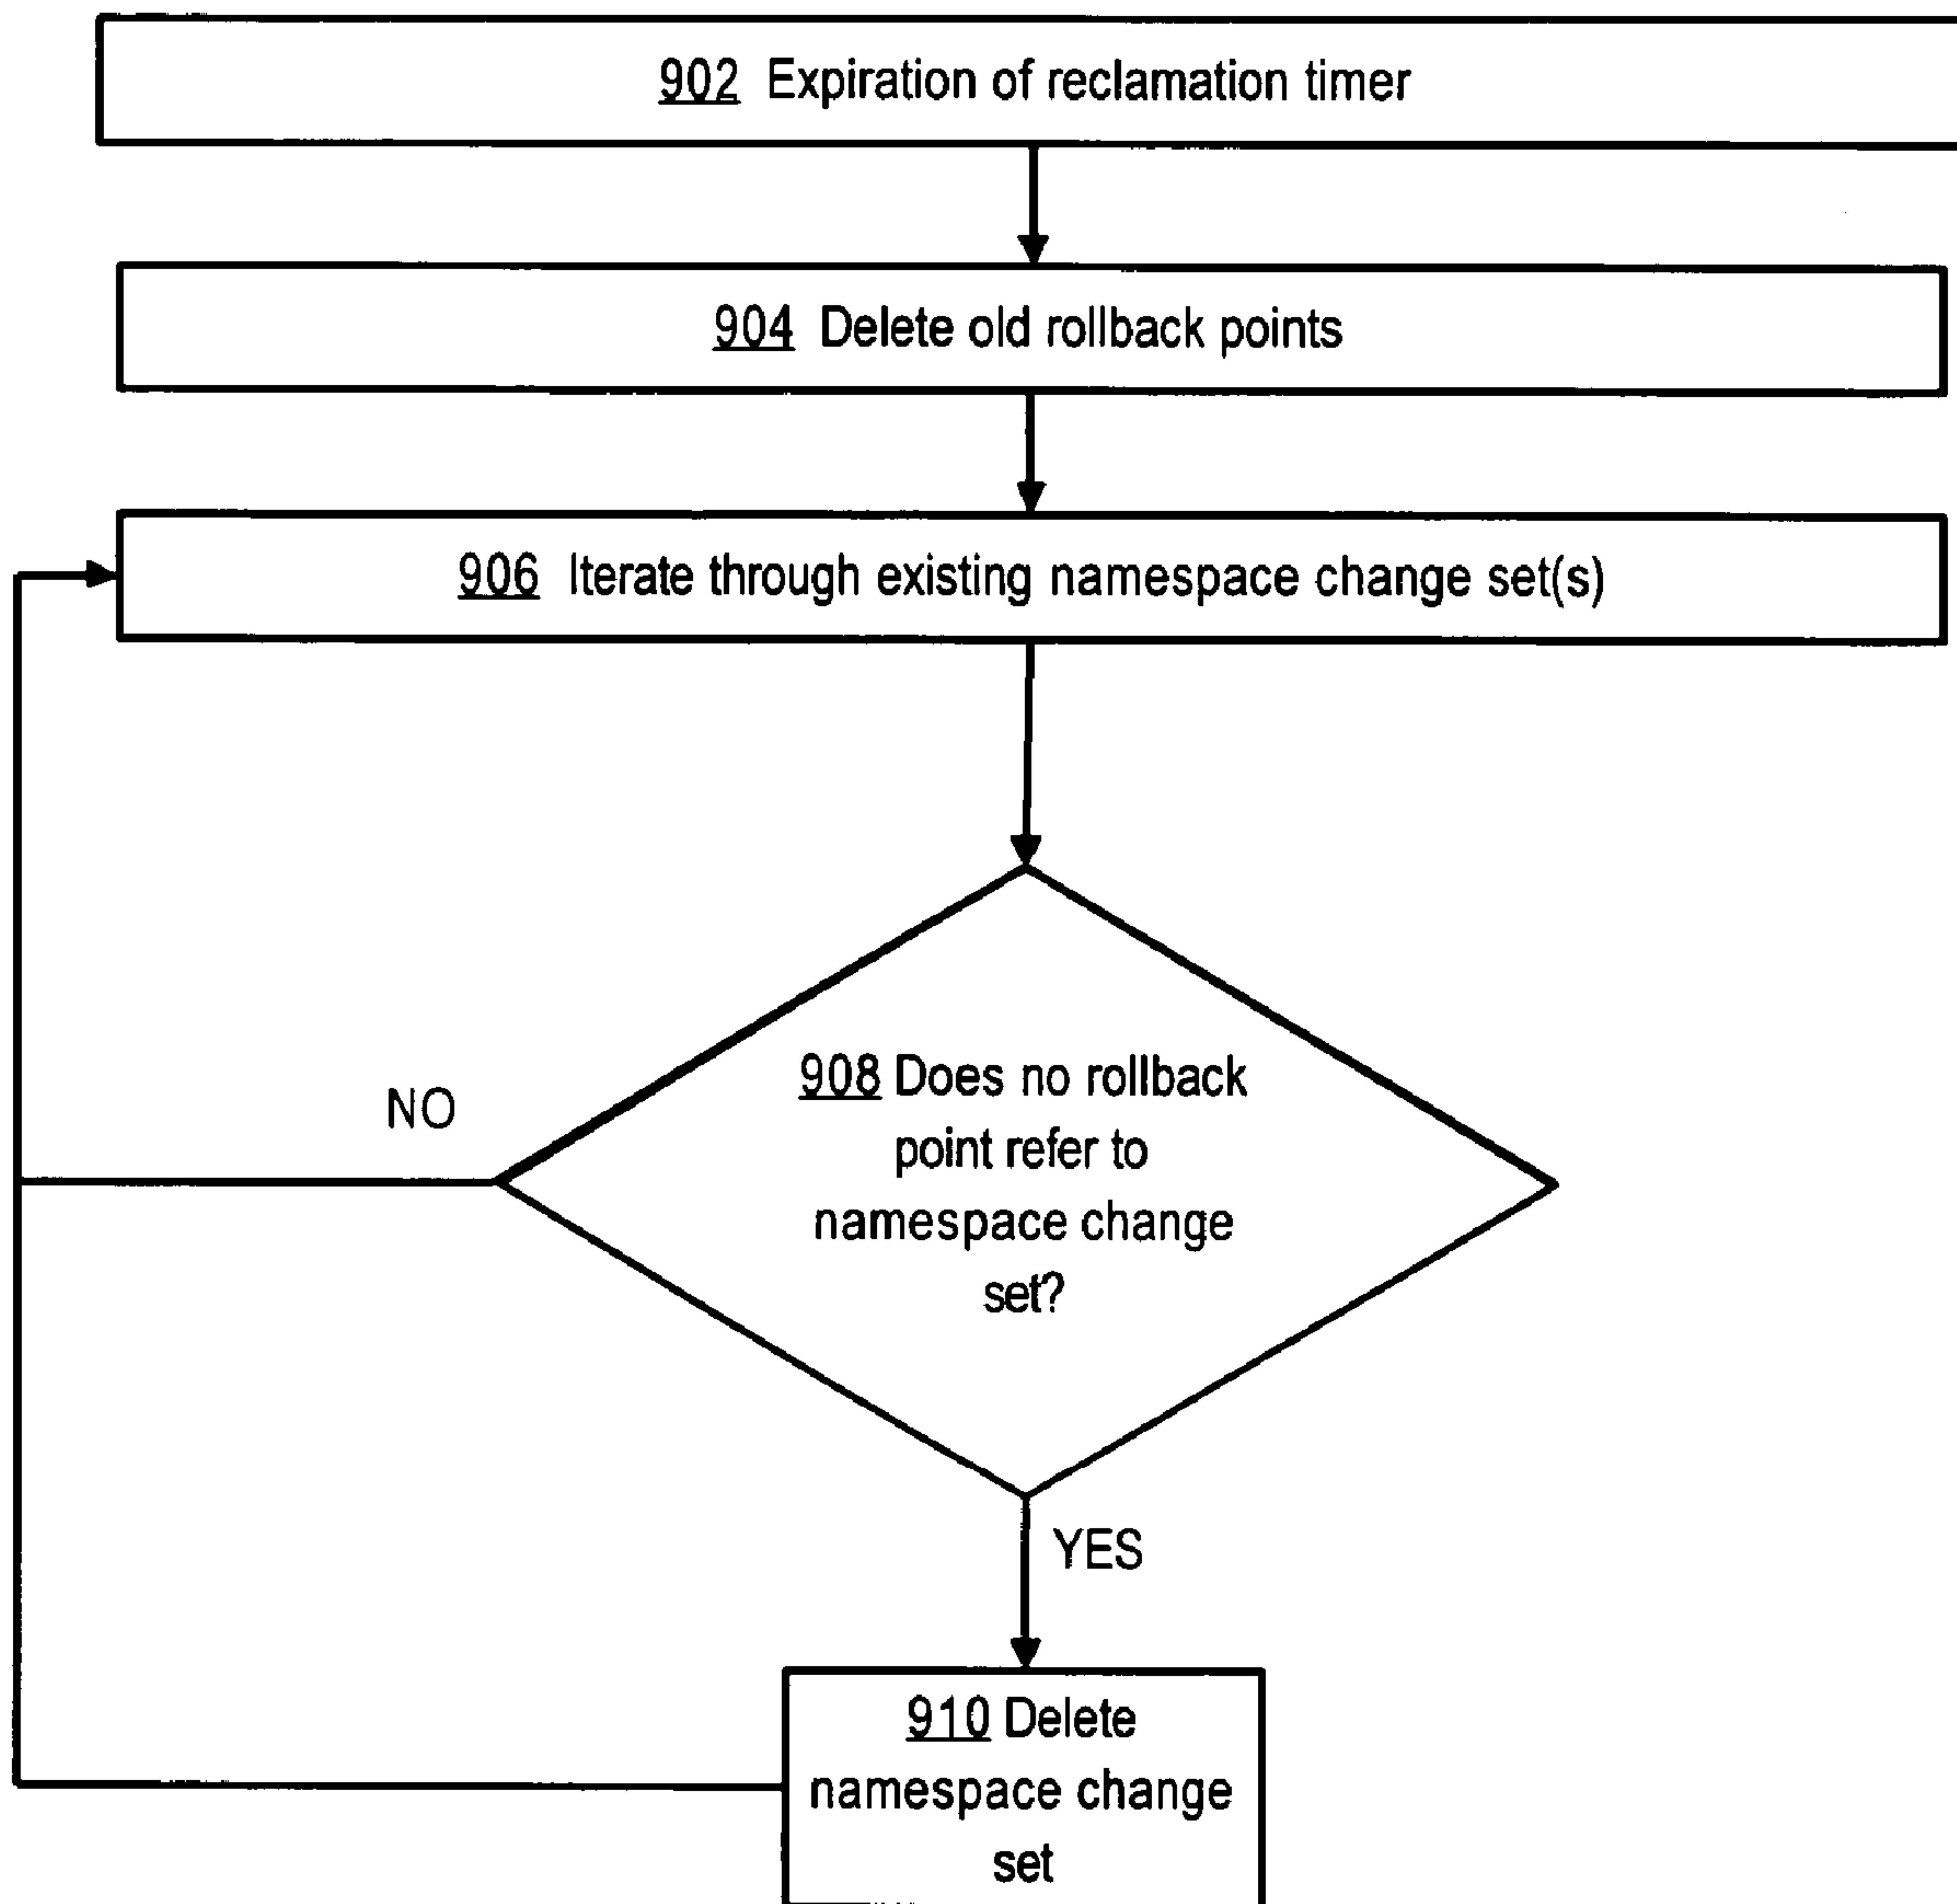 902 Expiration of reclamation timer
904 Delete old rollback points
906 Iterate through existing namespace change set(s)
908 Does no rollback
point refer to
namespace change
set?
NO
YES
910 Delete
namespace change
set